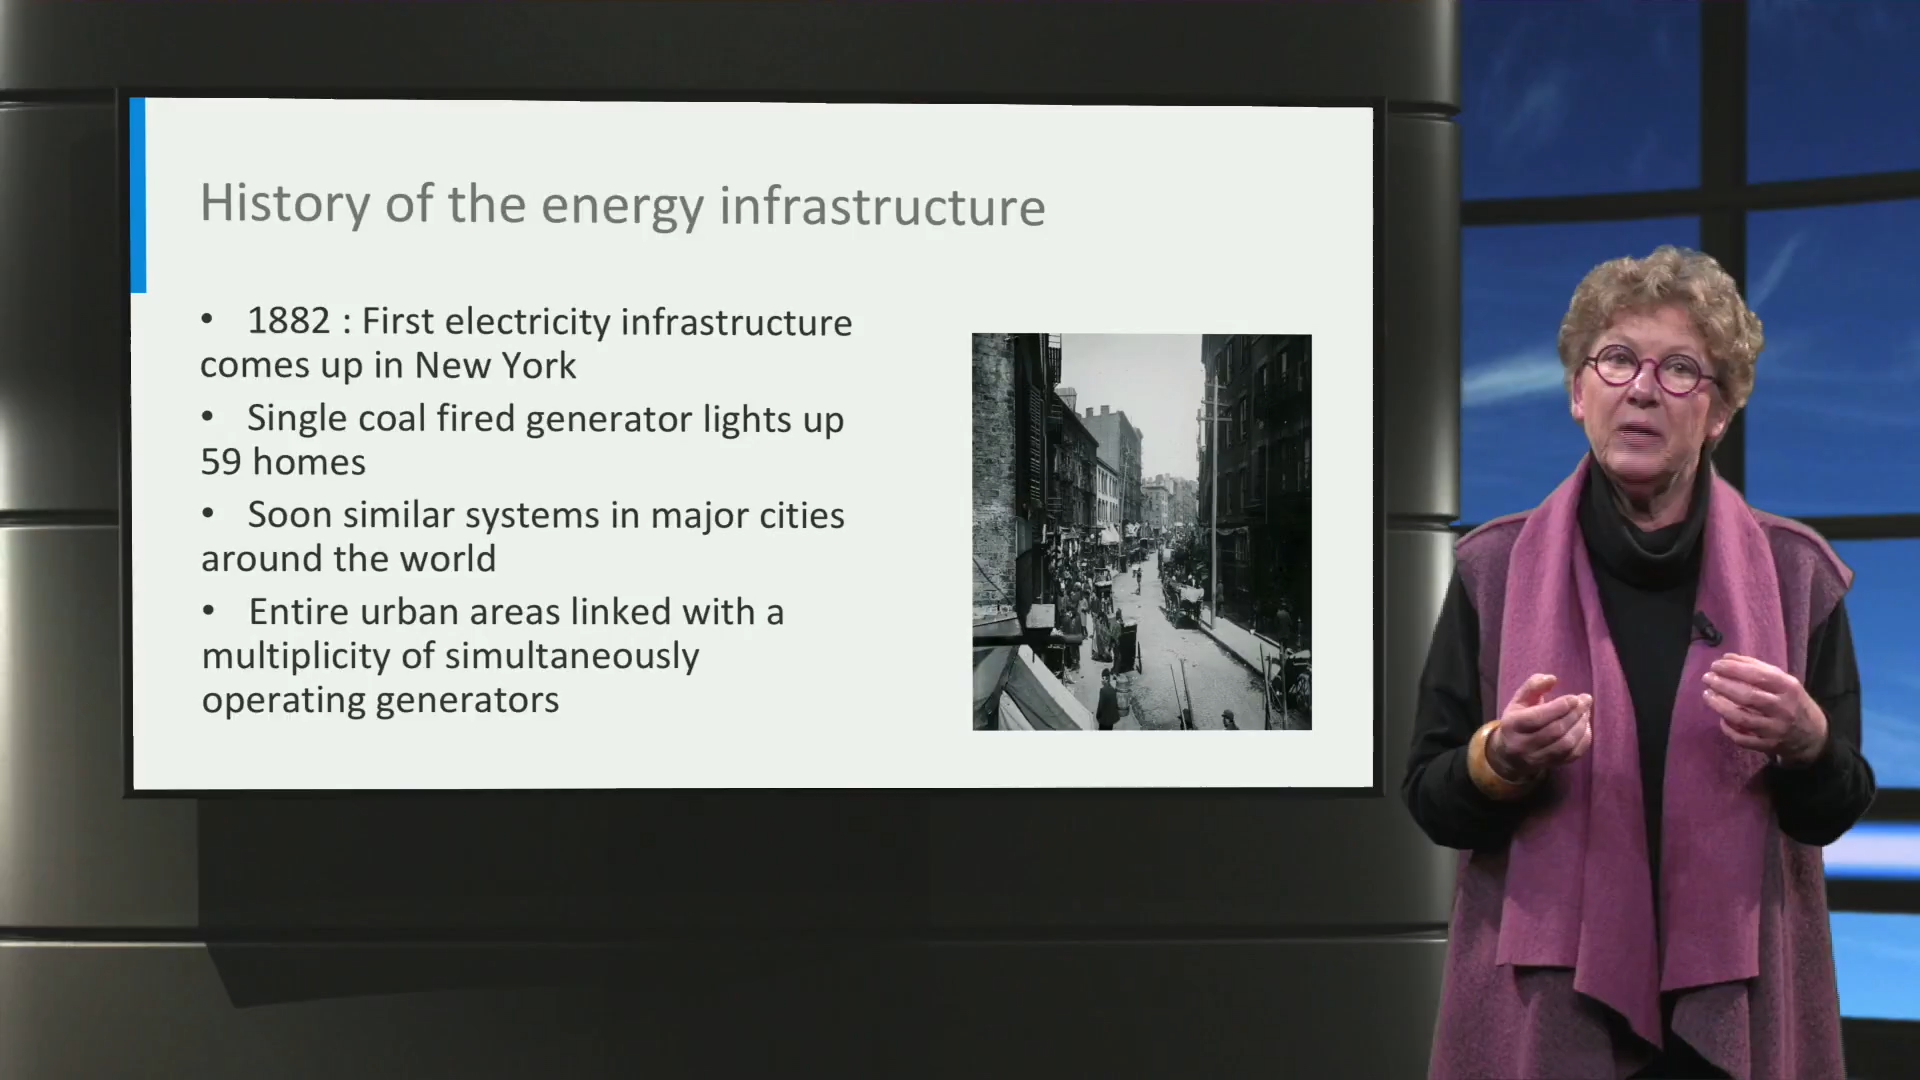 History of the energy infrastructure
• 1882 : First electricity infrastructure
comes up in New York
• Single coal fired generator lights up
59 homes
• Soon similar systems in major cities
around the world
• Entire urban areas linked with a
multiplicity of simultaneously
operating generators